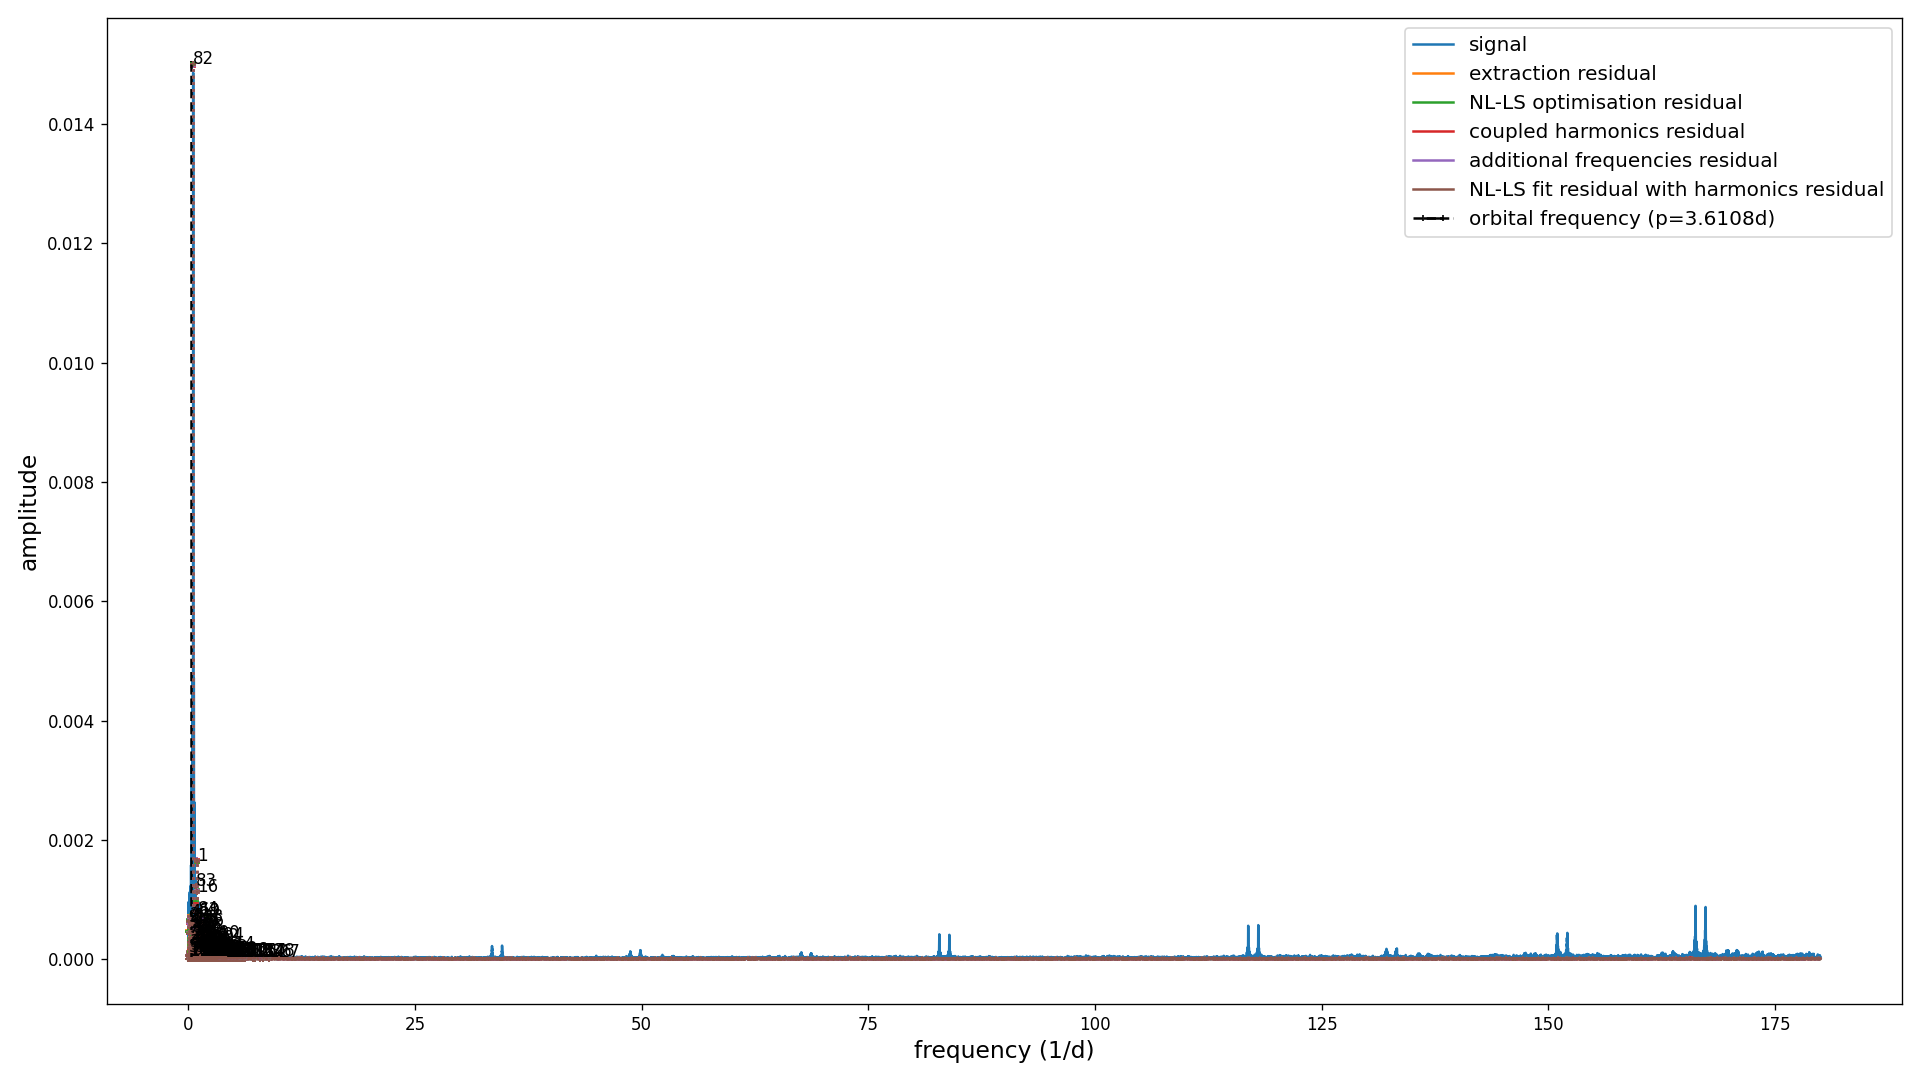 82
1
83
16
signal
extraction residual
NL-LS optimisation residual
coupled harmonics residual
additional frequencies residual
NL-LS fit residual with harmonics residual
orbital frequency (p=3.6108d)
amplitude
0.014
0.012
0.010
0.008
0.006
0.004
0.002
0.000
0
25
50
75
100
125
150
175
frequency (1/d)